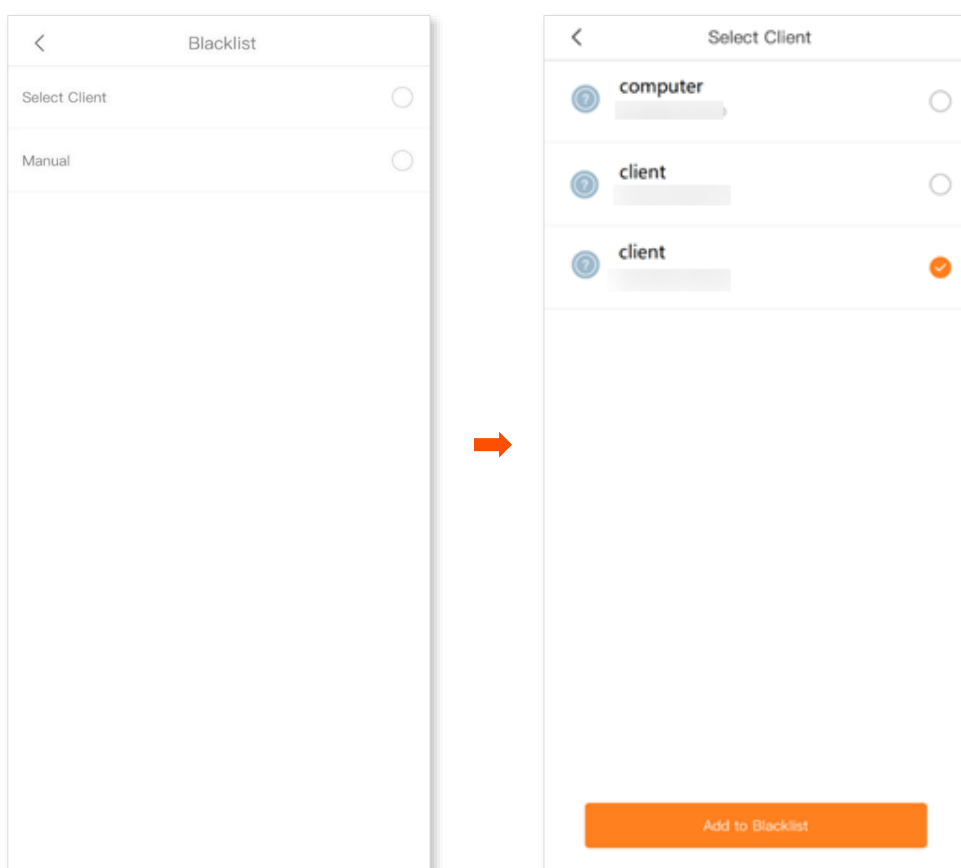 Blacklist
Select Client
Manual
Select Client
computer
client
client
Add to Blacklist